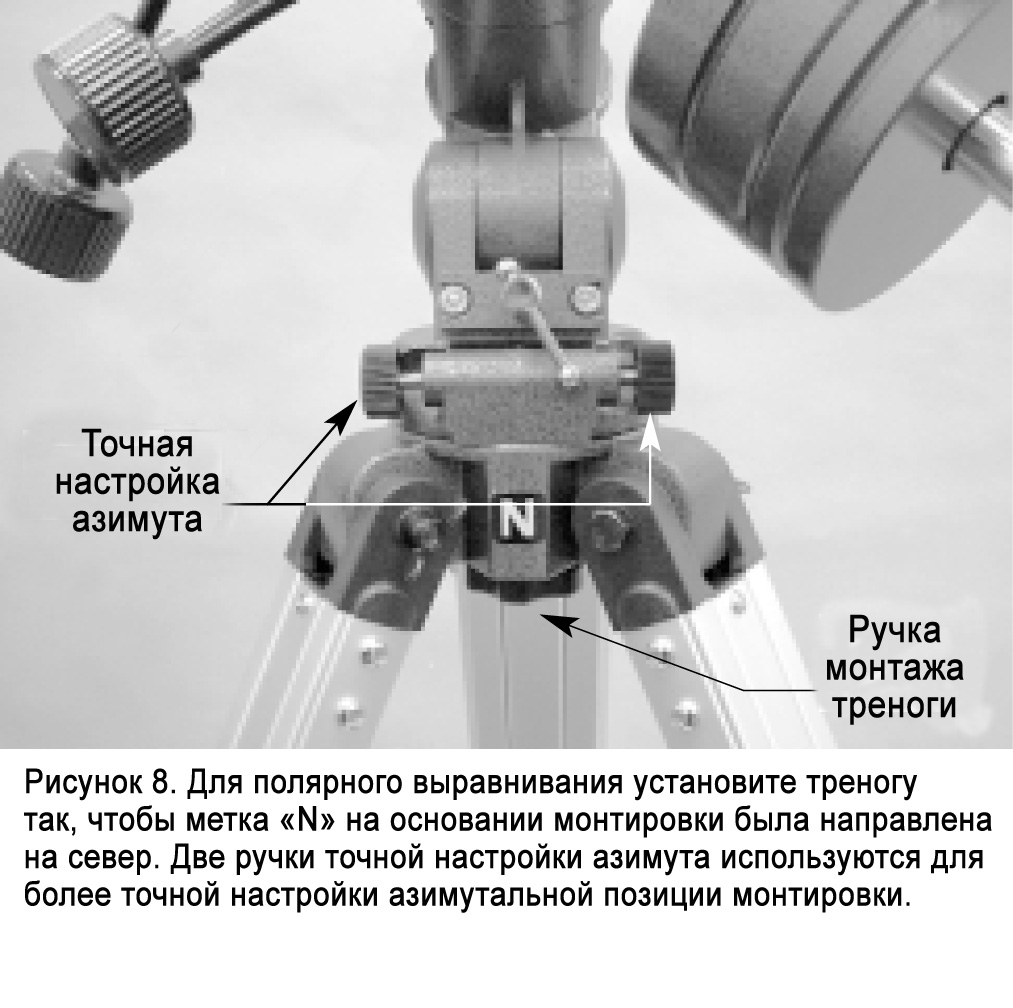 Точная
настройка
азимута
N
Ручка
монтажа
треноги
Рисунок 8. Для полярного выравнивания установите треногу
так, чтобы метка «N» на основании монтировки была направлена
на север. Две ручки точной настройки азимута используются для
более точной настройки азимутальной позиции монтировки.